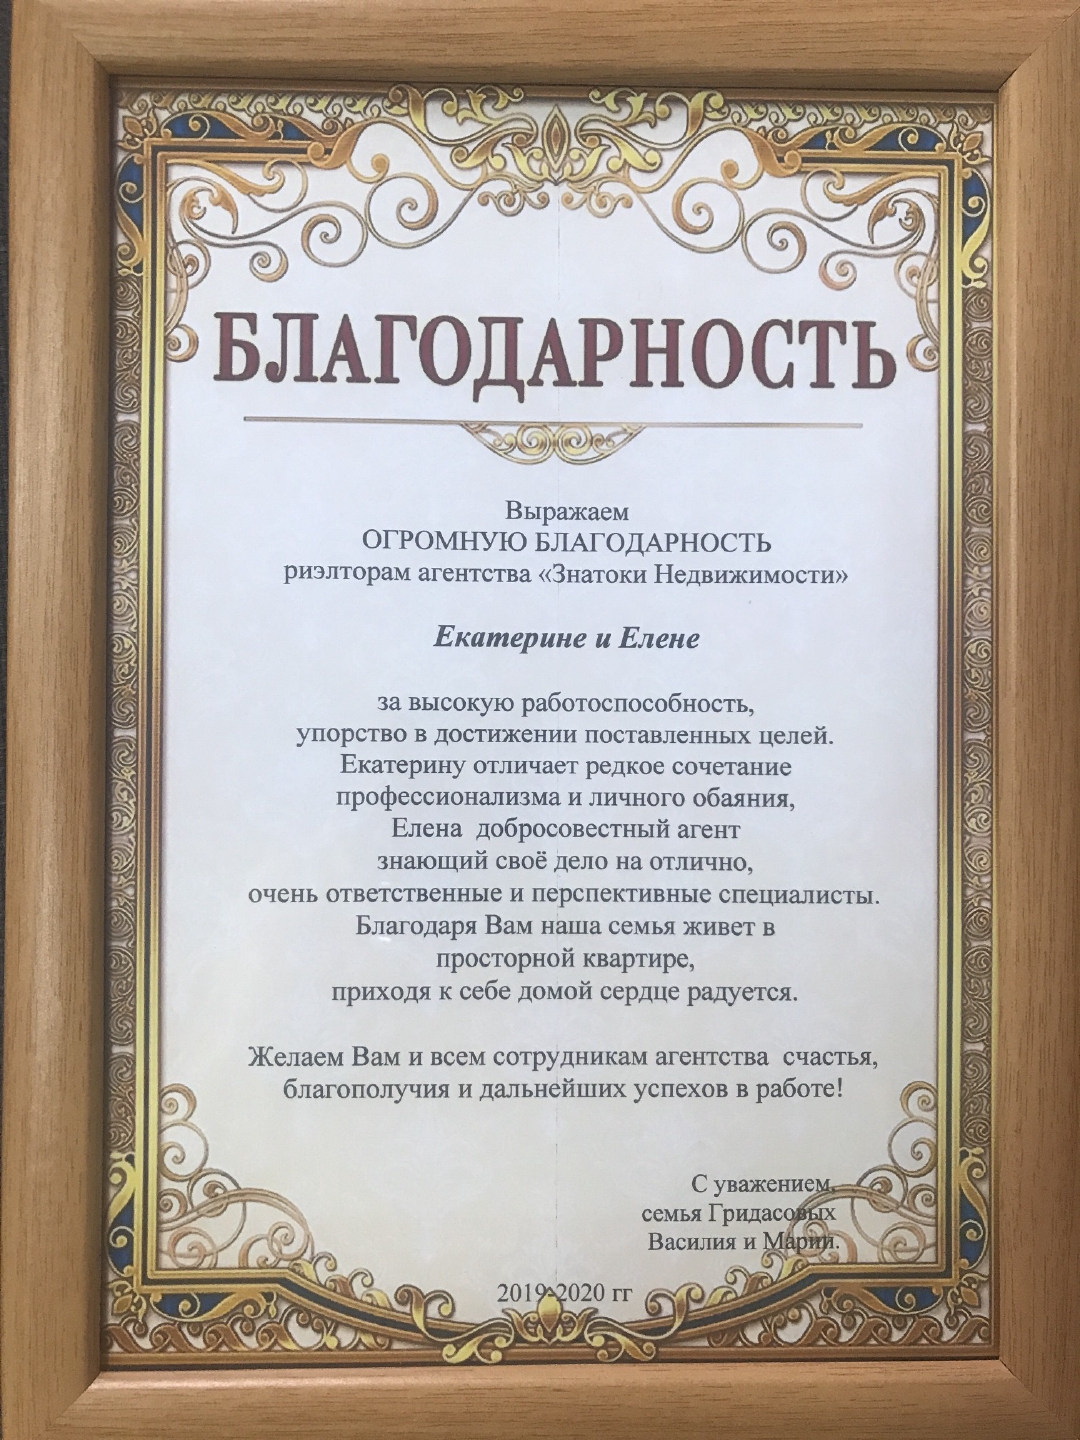 БЛАГОДАРНОСТЬ
Выражаем
ОГРОМНУЮ БЛАГОДАРНОСТЬ
риэлторам агентства «Знатоки Недвижимости»
Екатерине и Елене
за высокую работоспособность,
упорство в достижении поставленных целей.
Екатерину отличает редкое сочетание
профессионализма и личного обаяния,
Елена добросовестный агент
знающий своё дело на отлично,
очень ответственные и перспективные специалисты.
Благодаря Вам наша семья живет в
просторной квартире,
приходя к себе домой сердце радуется.
Желаем Вам и всем сотрудникам агентства счастья,
благополучия и дальнейших успехов в работе!
С уважением,
семья Гридасовых
Василия и Марии.
2019-2020 гг